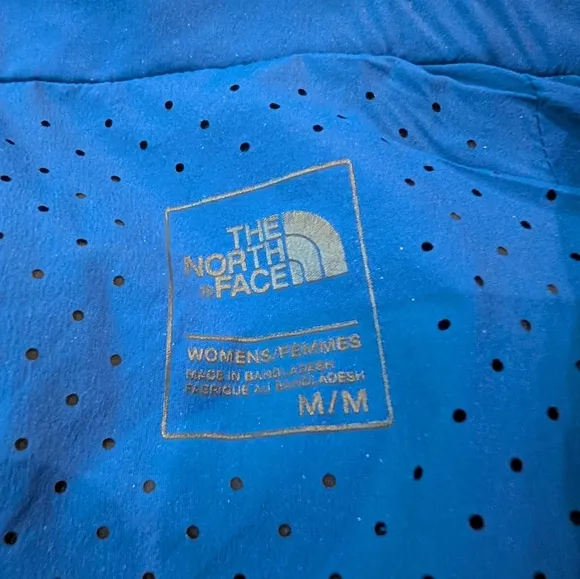 THE
NORTH
FACE
WOMENS/FEMMES
MADE IN BANGLADESH
FABRIQUÉ AU BANGLADESH
M/M